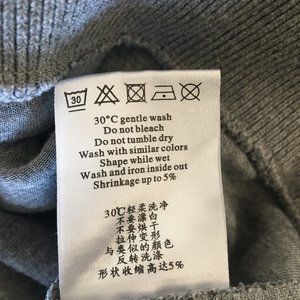 30
30°C gentle wash
Do not bleach
Do not tumble dry
Wash with similar colors
Shape while wet
Wash and iron inside out
Shrinkage up to 5%
30℃轻柔洗净
不要漂白
不要烘干
拉伸变形
与类似的颜色
反转洗涤
形状收缩高达5%